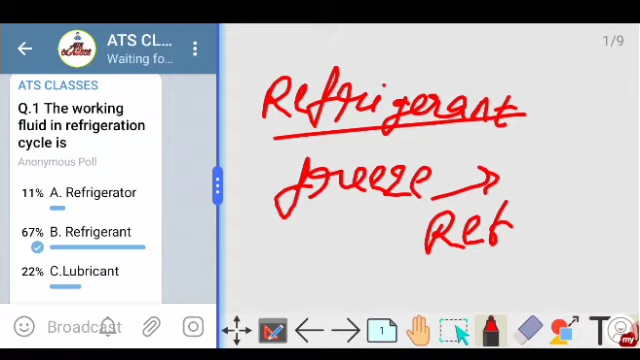 ATS CL...
Waiting fo...
ATS CLASSES
Q.1 The working
fluid in refrigeration
cycle is
Anonymous Poll
11% A. Refrigerator
67% B. Refrigerant
22% C.Lubricant
Broadcast
1/9
Refrigerant
freeze →
Ref
1
T
my